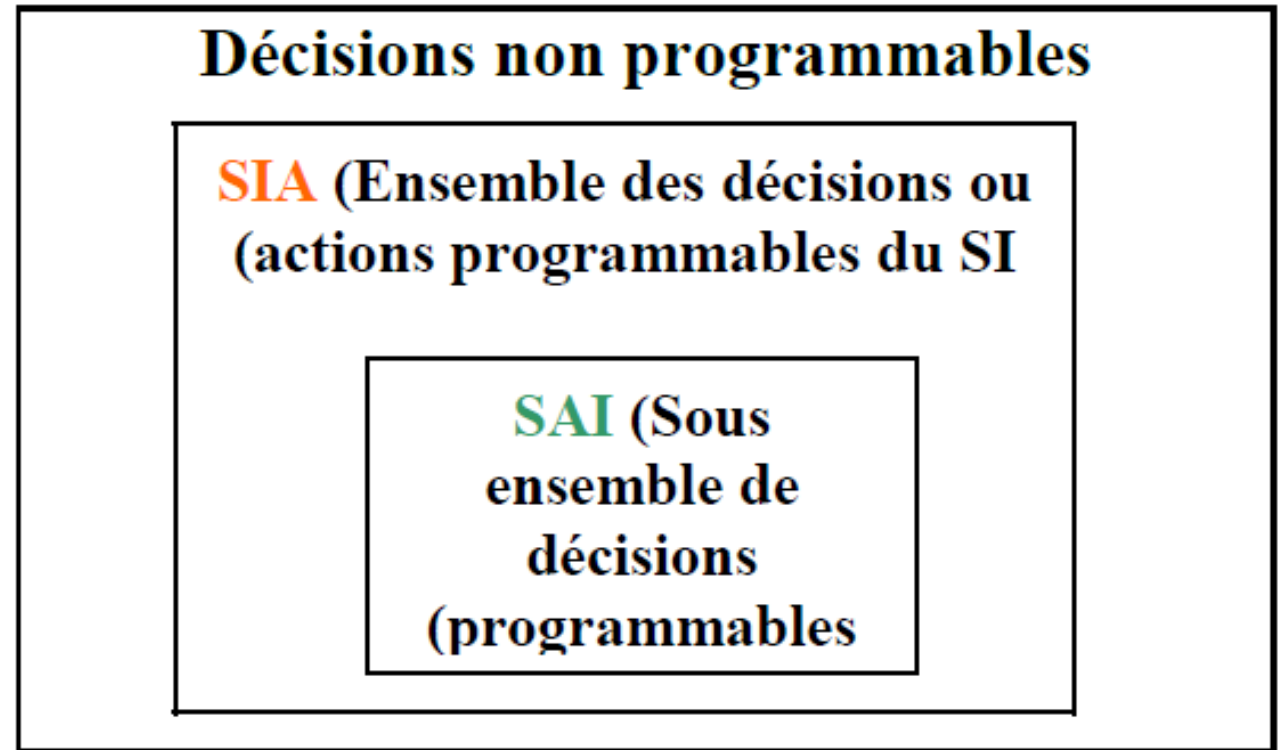 Décisions non programmables
SIA (Ensemble des décisions ou
(actions programmables du SI
SAI (Sous
ensemble de
décisions
(programmables